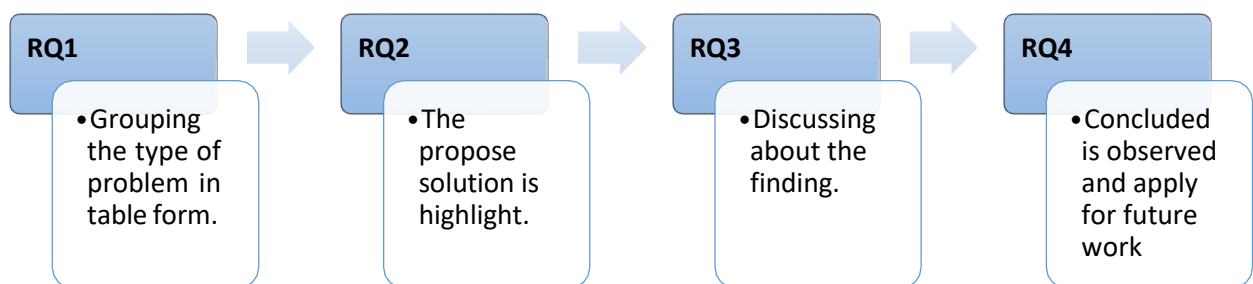 RQ1
•Grouping
the type of
problem in
table form.
RQ2
•The
propose
solution is
highlight.
RQ3
•Discussing
about the
finding.
RQ4
•Concluded
is observed
and apply
for future
work